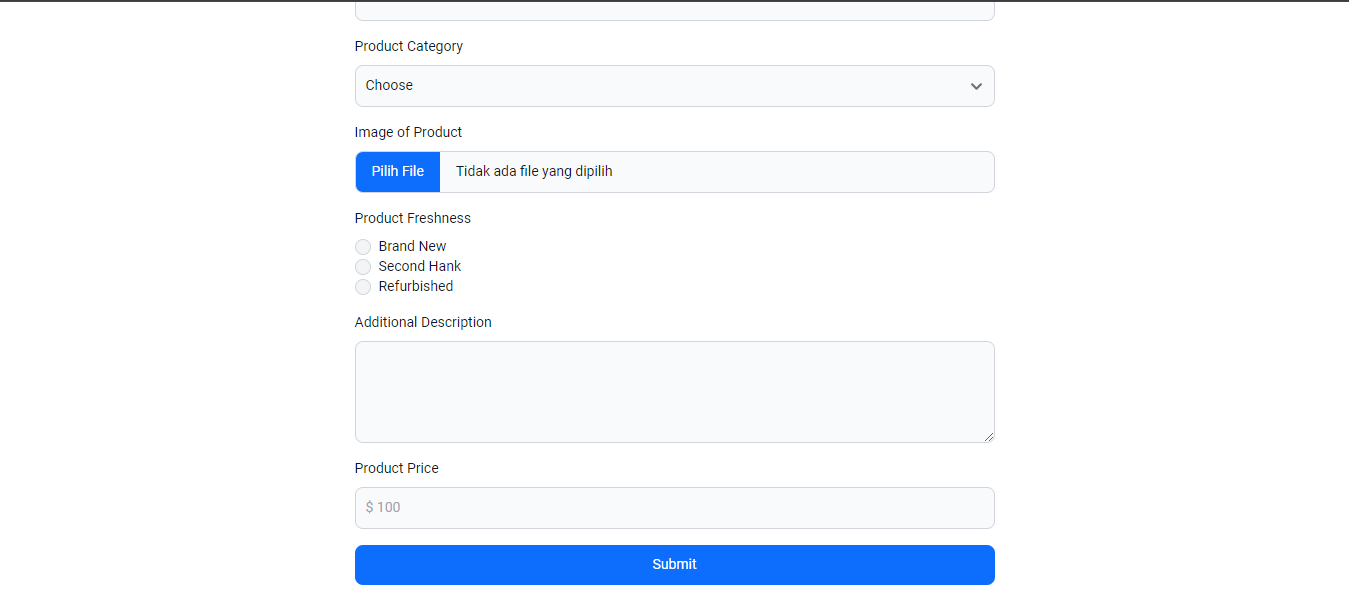 Product Category
Choose
Image of Product
Pilih File Tidak ada file yang dipilih
Product Freshness
Brand New
Second Hank
Refurbished
Additional Description
Product Price
$ 100
Submit